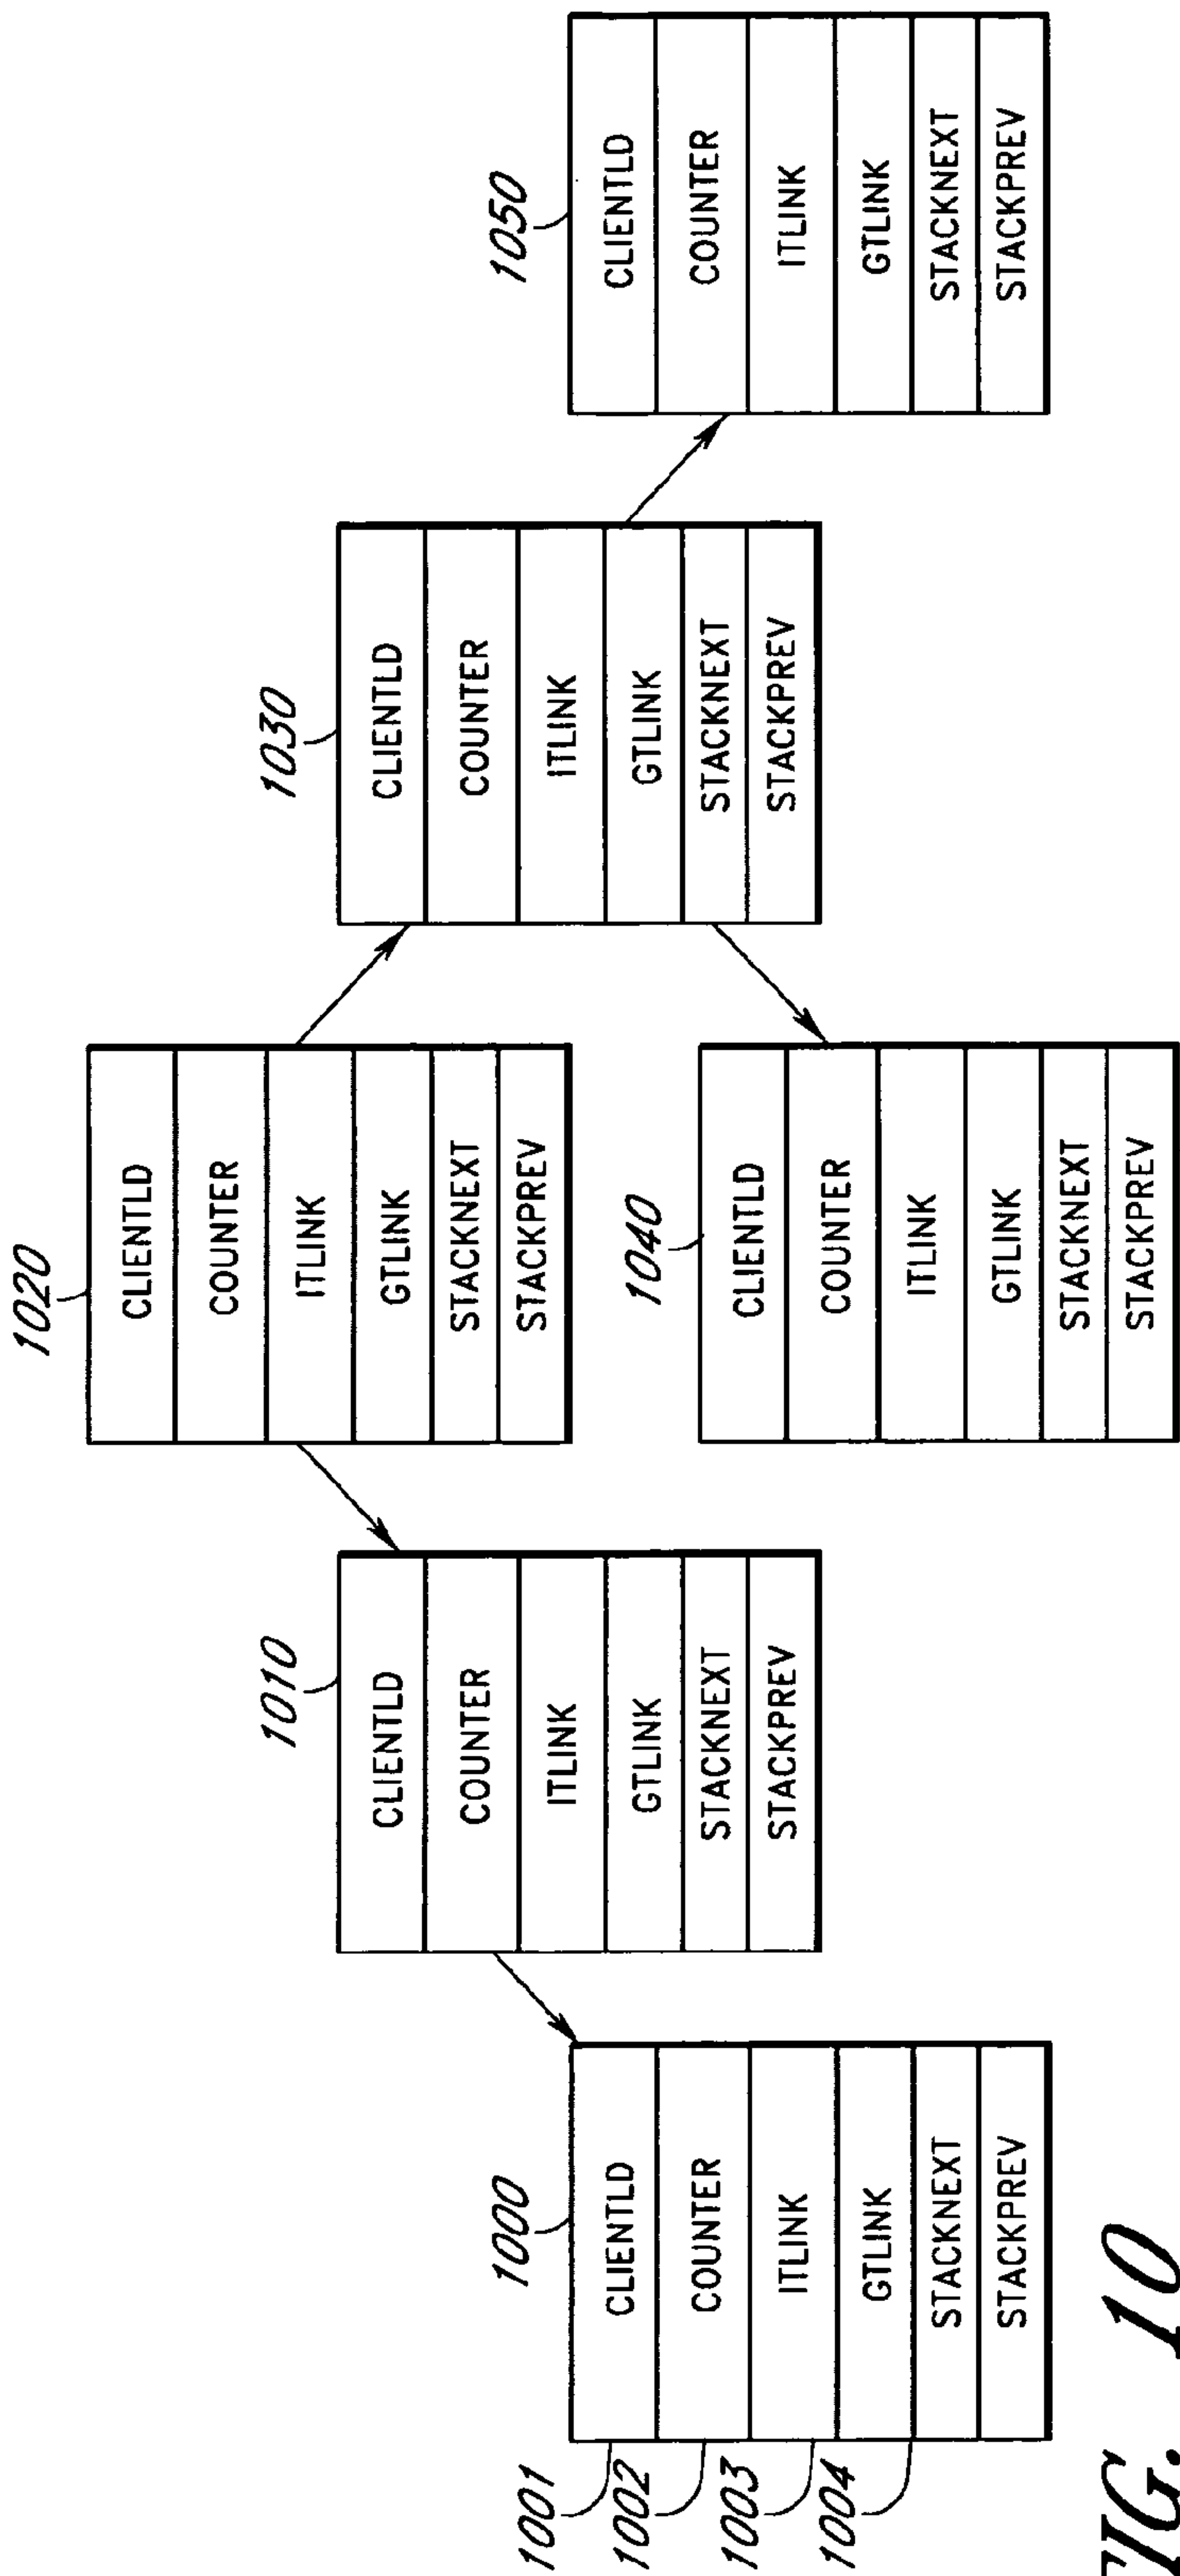 1020
CLIENTLD
COUNTER
ITLINK
GTLINK
STACKNEXT
STACKPREV
1010
CLIENTLD
COUNTER
ITLINK
GTLINK
STACKNEXT
STACKPREV
1030
CLIENTLD
COUNTER
ITLINK
GTLINK
STACKNEXT
STACKPREV
1000
1001
1002
1003
1004
CLIENTLD
COUNTER
ITLINK
GTLINK
STACKNEXT
STACKPREV
1040
CLIENTLD
COUNTER
ITLINK
GTLINK
STACKNEXT
STACKPREV
1050
CLIENTLD
COUNTER
ITLINK
GTLINK
STACKNEXT
STACKPREV
FIG. 10